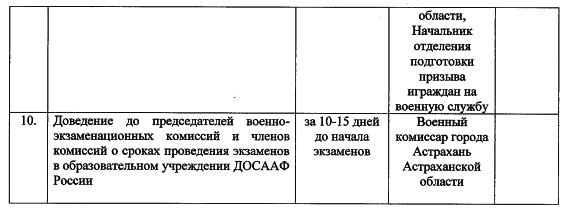 области,
Начальник
отделения
подготовки
призыва
играждан на
военную службу
10. Доведение до председателей военно- за 10-15 дней Военный
экзаменационных комиссий и членов до начала комиссар города
комиссий о сроках проведения экзаменов экзаменов Астрахань
в образовательном учреждении ДОСААФ Астраханской
России области